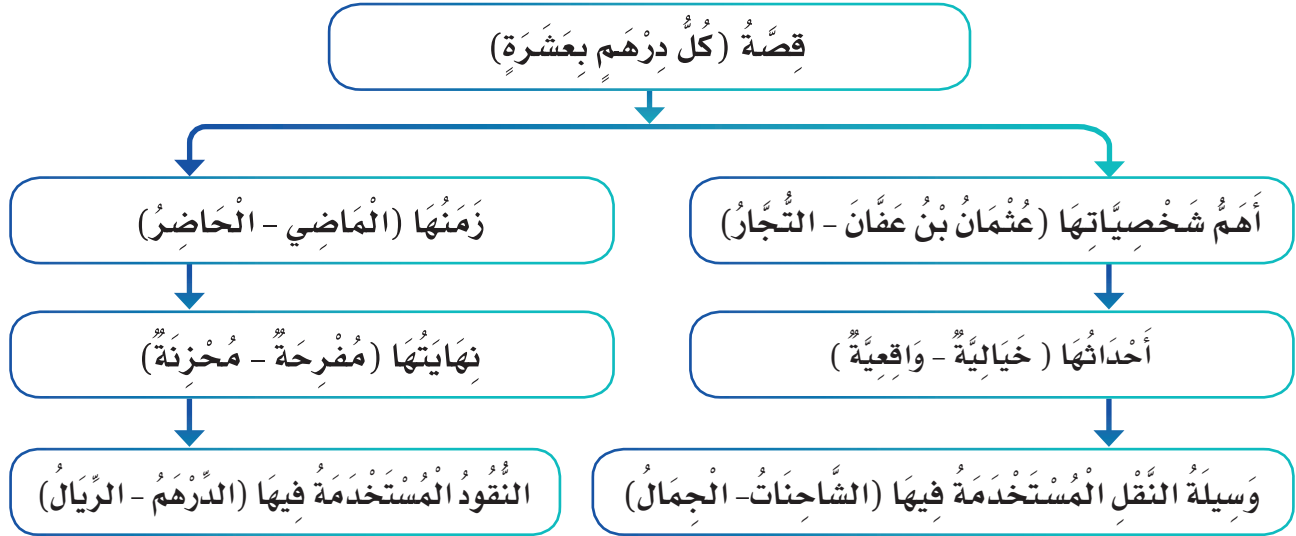 قِصَّةُ (كُلُّ دِرْهَمٍ بِعَشَرَةٍ)
أَهَمُّ شَخْصِيَّاتِهَا (عُثْمَانُ بْنُ عَفَّانَ – التُّجَّارُ)
زَمَنُهَا (الْمَاضِي – الْحَاضِرُ)
أَحْدَاثُهَا ( خَيَالِيَّةٌ – وَاقِعِيَّةٌ )
نِهَايَتُهَا (مُفْرِحَةٌ – مُحْزِنَةٌ)
وَسِيلَةُ النَّقْلِ الْمُسْتَخْدَمَةُ فِيهَا (الشَّاحِنَاتُ– الْجِمَالُ)
النُّقُودُ الْمُسْتَخْدَمَةُ فِيهَا (الدِّرْهَمُ – الرِّيَالُ)